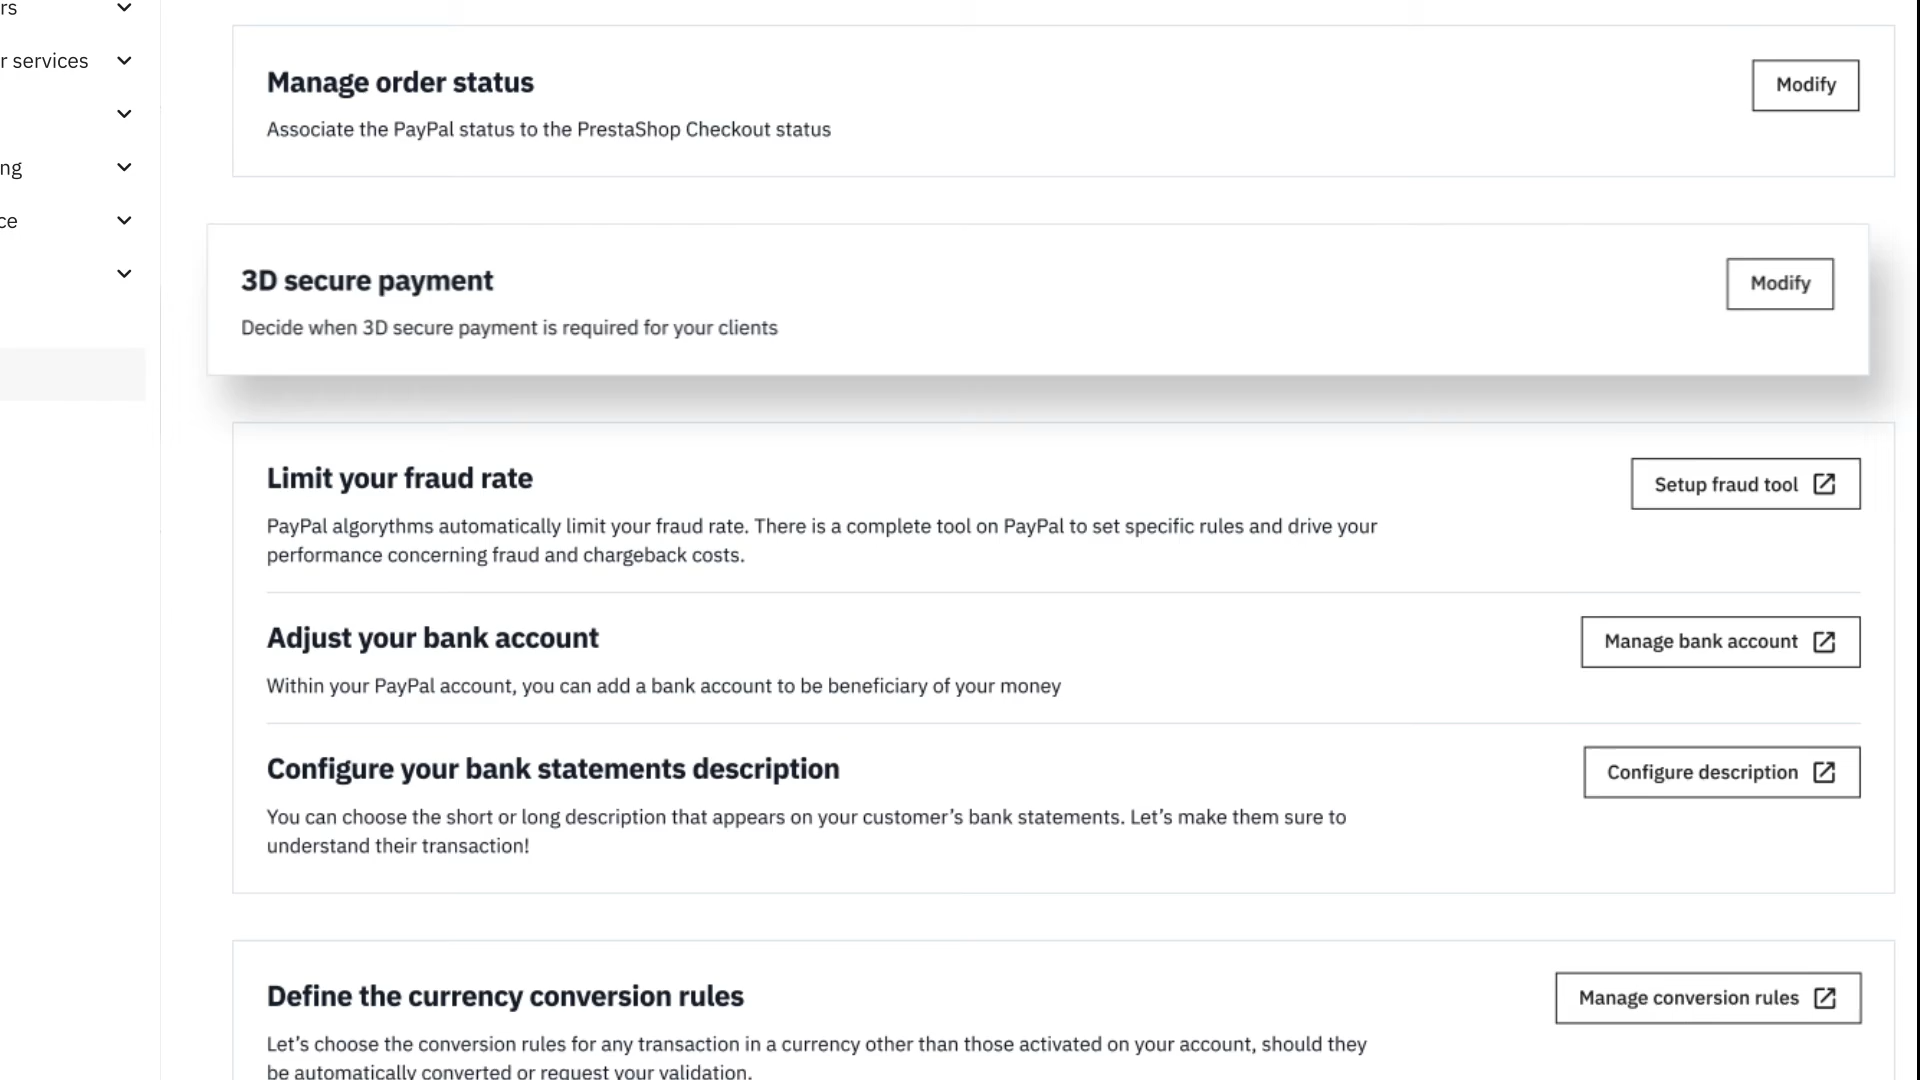 rs
r services
ng
ce
Manage order status
Modify
Associate the PayPal status to the PrestaShop Checkout status
3D secure payment
Modify
Decide when 3D secure payment is required for your clients
Limit your fraud rate
Setup fraud tool
PayPal algorythms automatically limit your fraud rate. There is a complete tool on PayPal to set specific rules and drive your
performance concerning fraud and chargeback costs.
Adjust your bank account
Manage bank account
Within your PayPal account, you can add a bank account to be beneficiary of your money
Configure your bank statements description
Configure description
You can choose the short or long description that appears on your customer’s bank statements. Let’s make them sure to
understand their transaction!
Define the currency conversion rules
Manage conversion rules
Let’s choose the conversion rules for any transaction in a currency other than those activated on your account, should they
be automatically converted or request your validation.